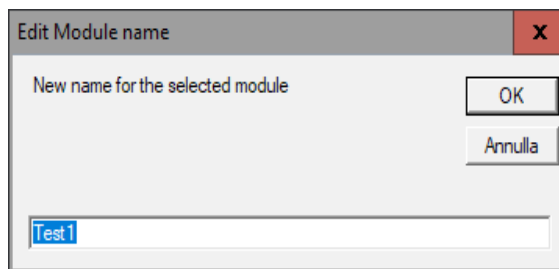 Edit Module name
x
New name for the selected module
OK
Annulla
Test1